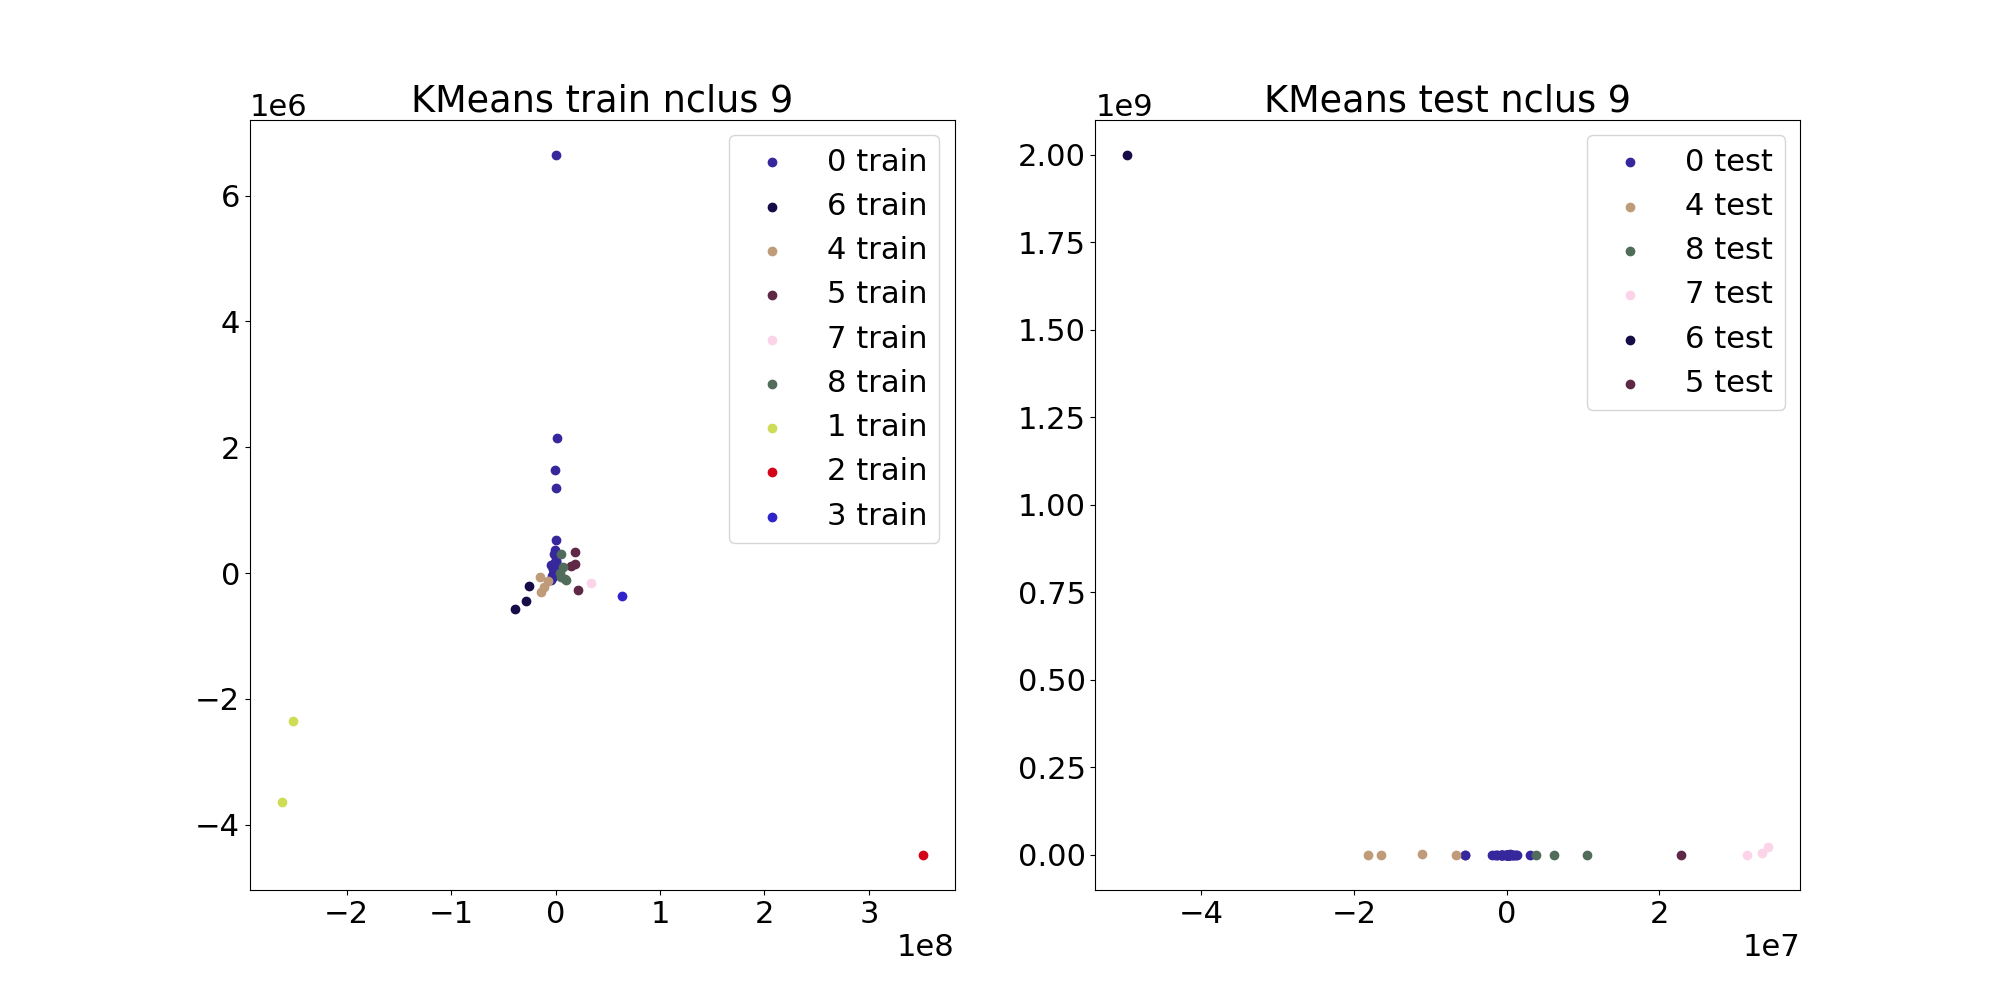 KMeans train nclus 9
1e6
6
4
2
0
−2
−4
−2
−1
0
1
2
3
1e8
0 train
6 train
4 train
5 train
7 train
8 train
1 train
2 train
3 train
KMeans test nclus 9
1e9
2.00
1.75
1.50
1.25
1.00
0.75
0.50
0.25
0.00
−4
−2
0
2
1e7
0 test
4 test
8 test
7 test
6 test
5 test